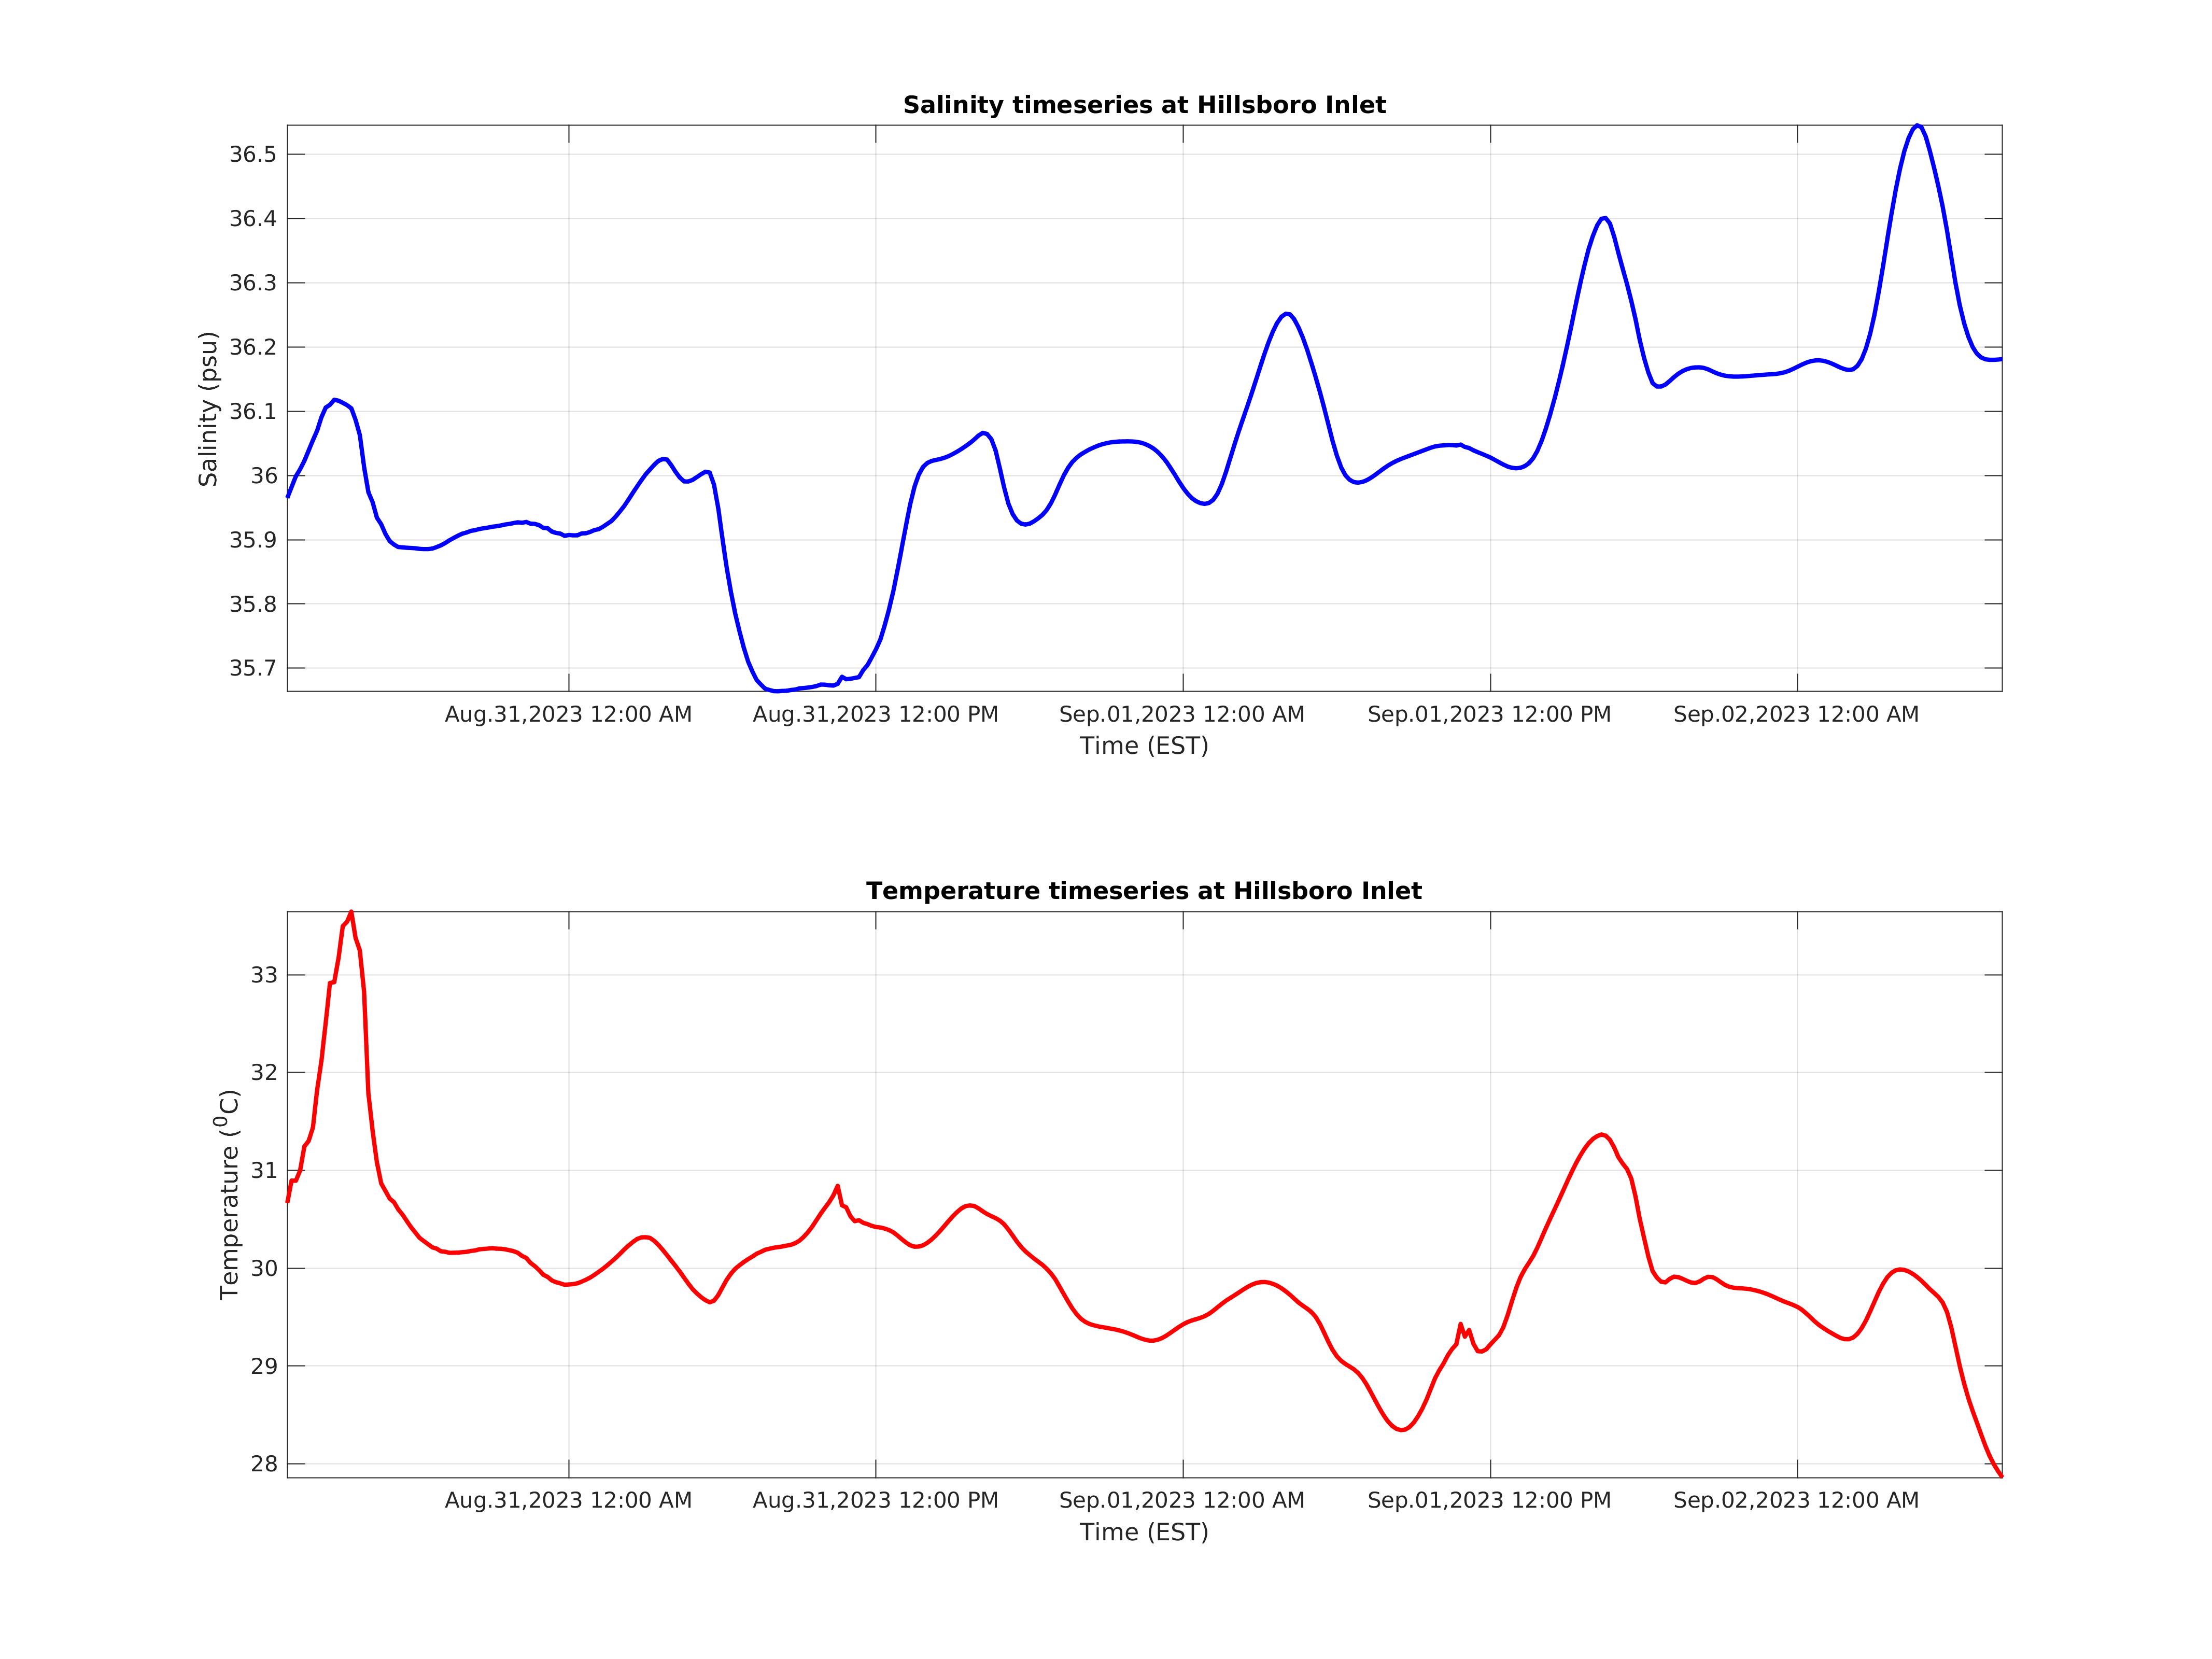 Salinity timeseries at Hillsboro Inlet
36.5
36.4
36.3
36.2
36.1
36
35.9
35.8
35.7
Salinity (psu)
Aug.31,2023 12:00 AM Aug.31,2023 12:00 PM Sep.01,2023 12:00 AM Sep.01,2023 12:00 PM Sep.02,2023 12:00 AM
Time (EST)
Temperature timeseries at Hillsboro Inlet
33
32
31
30
29
28
Temperature (⁰C)
Aug.31,2023 12:00 AM Aug.31,2023 12:00 PM Sep.01,2023 12:00 AM Sep.01,2023 12:00 PM Sep.02,2023 12:00 AM
Time (EST)